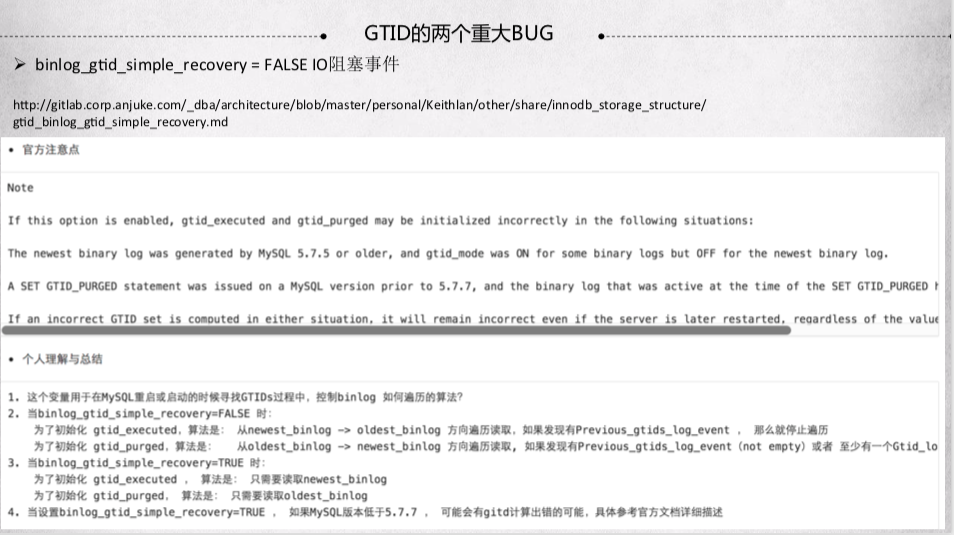 GTID的两个重大BUG
➢ binlog_gtid_simple_recovery = FALSE IO阻塞事件
http://gitlab.corp.anjuke.com/_dba/architecture/blob/master/personal/Keithlan/other/share/innodb_storage_structure/
gtid_binlog_gtid_simple_recovery.md
• 官方注意点
Note
If this option is enabled, gtid_executed and gtid_purged may be initialized incorrectly in the following situations:
The newest binary log was generated by MySQL 5.7.5 or older, and gtid_mode was ON for some binary logs but OFF for the newest binary log.
A SET GTID_PURGED statement was issued on a MySQL version prior to 5.7.7, and the binary log that was active at the time of the SET GTID_PURGED
If an incorrect GTID set is computed in either situation, it will remain incorrect even if the server is later restarted, regardless of the value
• 个人理解与总结
1. 这个变量用于在MySQL重启或启动的时候寻找GTIDs过程中，控制binlog 如何遍历的算法?
2. 当binlog_gtid_simple_recovery=FALSE 时：
为了初始化 gtid_executed，算法是： 从newest_binlog -> oldest_binlog 方向遍历读取，如果发现有Previous_gtids_log_event ， 那么就停止遍历
为了初始化 gtid_purged，算法是： 从oldest_binlog -> newest_binlog 方向遍历读取，如果发现有Previous_gtids_log_event（not empty）或者 至少有一个Gtid_lo
3. 当binlog_gtid_simple_recovery=TRUE 时：
为了初始化 gtid_executed ， 算法是： 只需要读取newest_binlog
为了初始化 gtid_purged， 算法是： 只需要读取oldest_binlog
4. 当设置binlog_gtid_simple_recovery=TRUE ， 如果MySQL版本低于5.7.7 ， 可能会有gitd计算出错的可能，具体参考官方文档详细描述